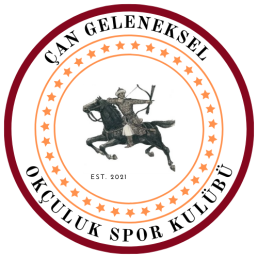 ÇAN GELENEKSEL
EST. 2021
OKÇULUK SPOR KULÜBÜ